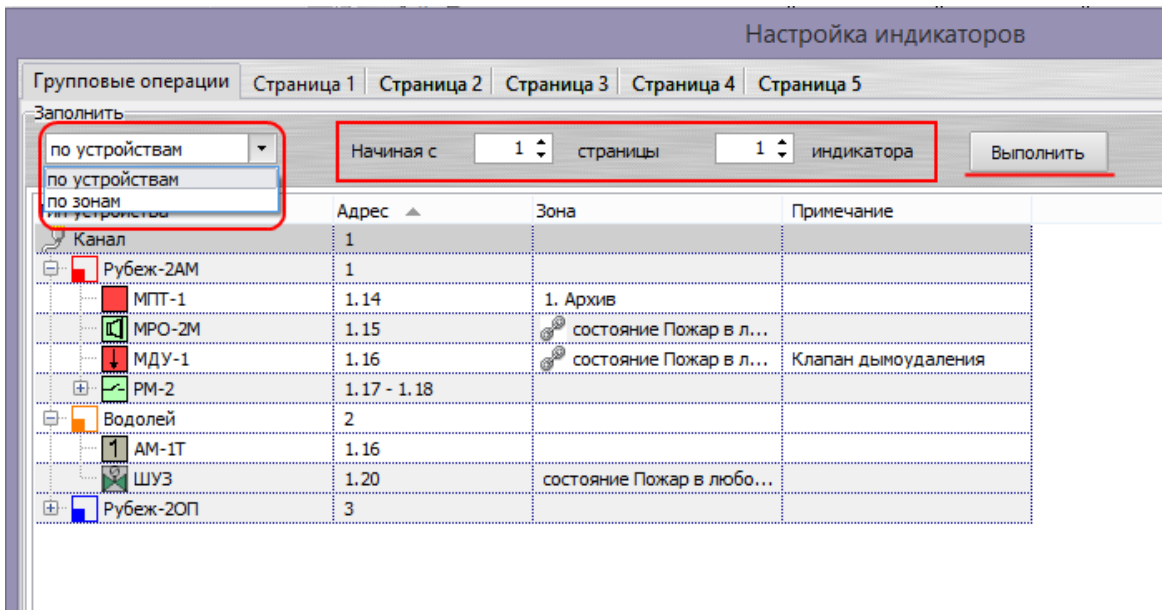 Настройка индикаторов
Групповые операции Страница 1 Страница 2 Страница 3 Страница 4 Страница 5
Заполнить
по устройствам Начиная с 1 страницы 1 индикатора Выполнить
по устройствам
по зонам
Тип устройства Адрес Зона Примечание
Канал 1
Рубеж-2АМ 1
МПТ-1 1.14 1. Архив
МРО-2М 1.15 состояние Пожар в л...
МДУ-1 1.16 состояние Пожар в л... Клапан дымоудаления
РМ-2 1.17 - 1.18
Водолей 2
1 АМ-1Т 1.16
ШУЗ 1.20 состояние Пожар в любо...
Рубеж-2ОП 3